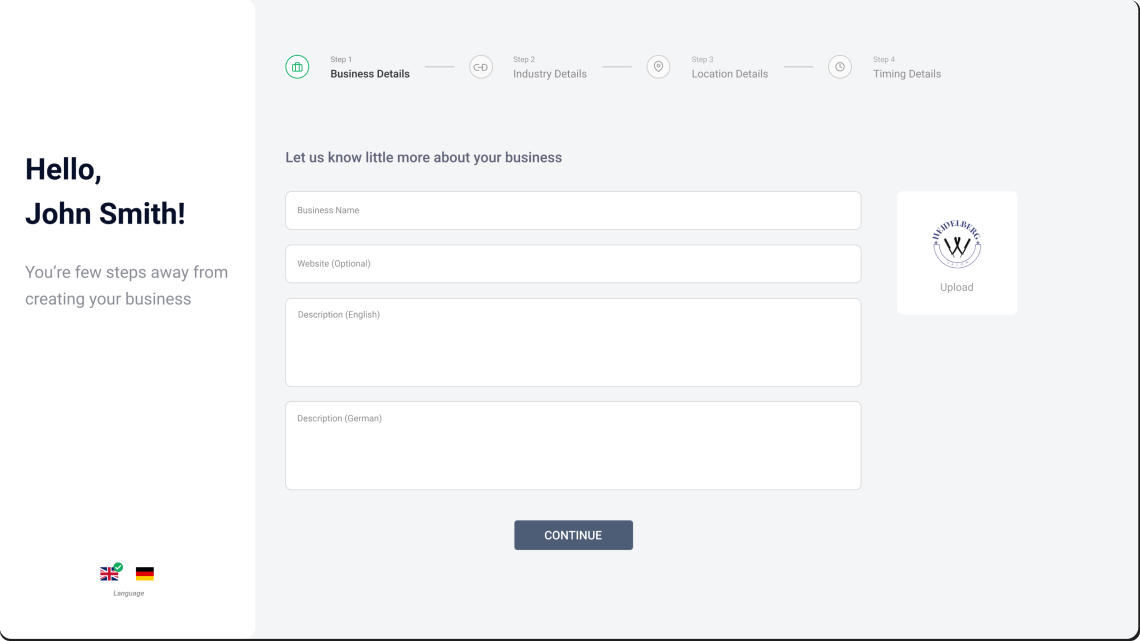 Hello,
John Smith!
You're few steps away from
creating your business
Language
Step 1
Business Details
Step 2
Industry Details
Step 3
Location Details
Step 4
Timing Details
Let us know little more about your business
Business Name
Website (Optional)
Description (English)
Description (German)
HEIDELBERG
W
Upload
CONTINUE